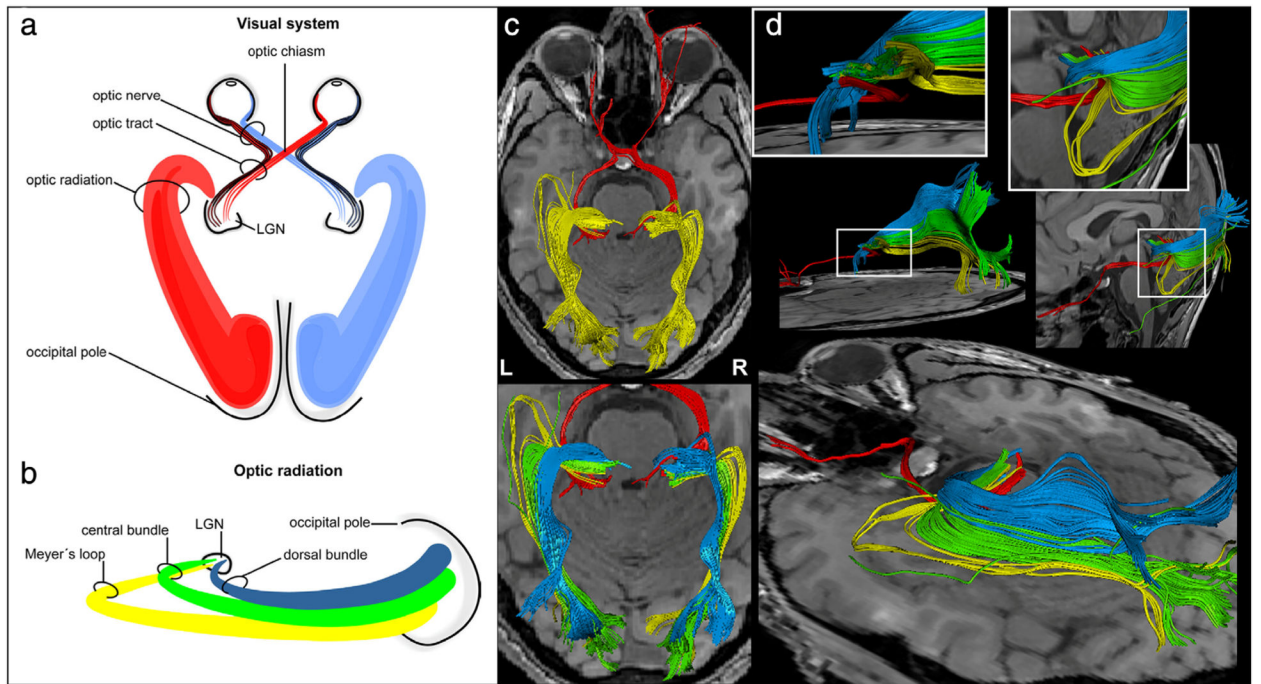 a
Visual system
optic chiasm
optic nerve
optic tract
optic radiation
LGN
occipital pole
b
Optic radiation
occipital pole
LGN
central bundle
dorsal bundle
Meyer´s loop
c
L
R
d